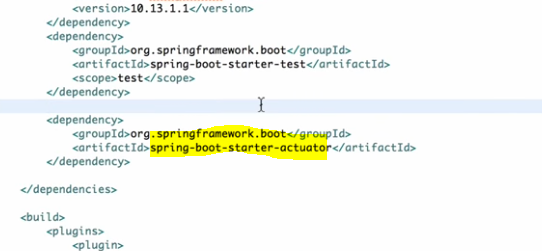 <version>10.13.1.1</version>
</dependency>
<dependency>
<groupId>org.springframework.boot</groupId>
<artifactId>spring-boot-starter-test</artifactId>
<scope>test</scope>
</dependency>
<dependency>
<groupId>org.springframework.boot</groupId>
<artifactId>spring-boot-starter-actuator</artifactId>
</dependency>
</dependencies>
<build>
<plugins>
<plugin>